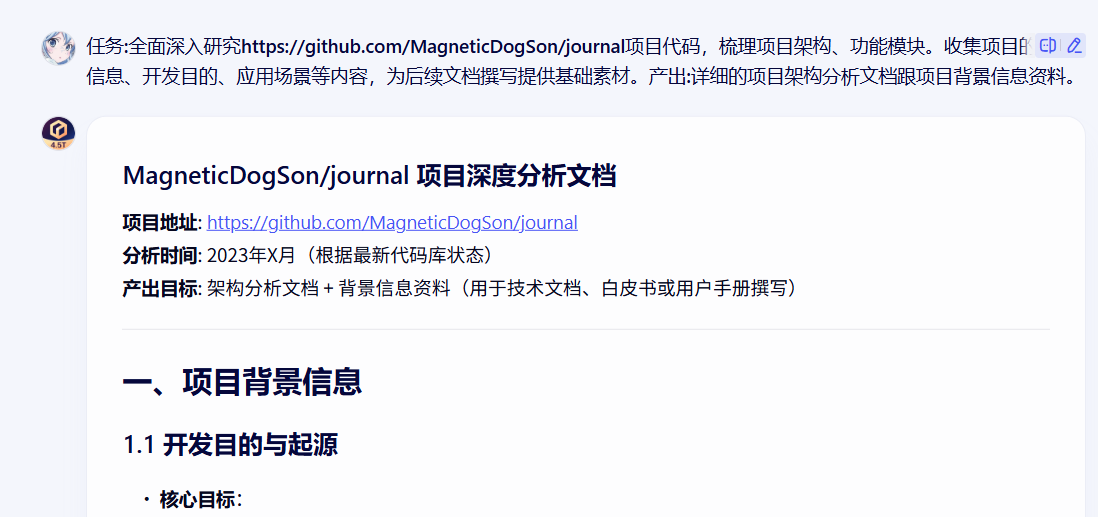 任务:全面深入研究https://github.com/MagneticDogSon/journal项目代码，梳理项目架构、功能模块。收集项目的
信息、开发目的、应用场景等内容，为后续文档撰写提供基础素材。产出:详细的项目架构分析文档跟项目背景信息资料。
4.5T
MagneticDogSon/journal 项目深度分析文档
项目地址: https://github.com/MagneticDogSon/journal
分析时间: 2023年X月（根据最新代码库状态）
产出目标: 架构分析文档 + 背景信息资料（用于技术文档、白皮书或用户手册撰写）
一、项目背景信息
1.1 开发目的与起源
• 核心目标：